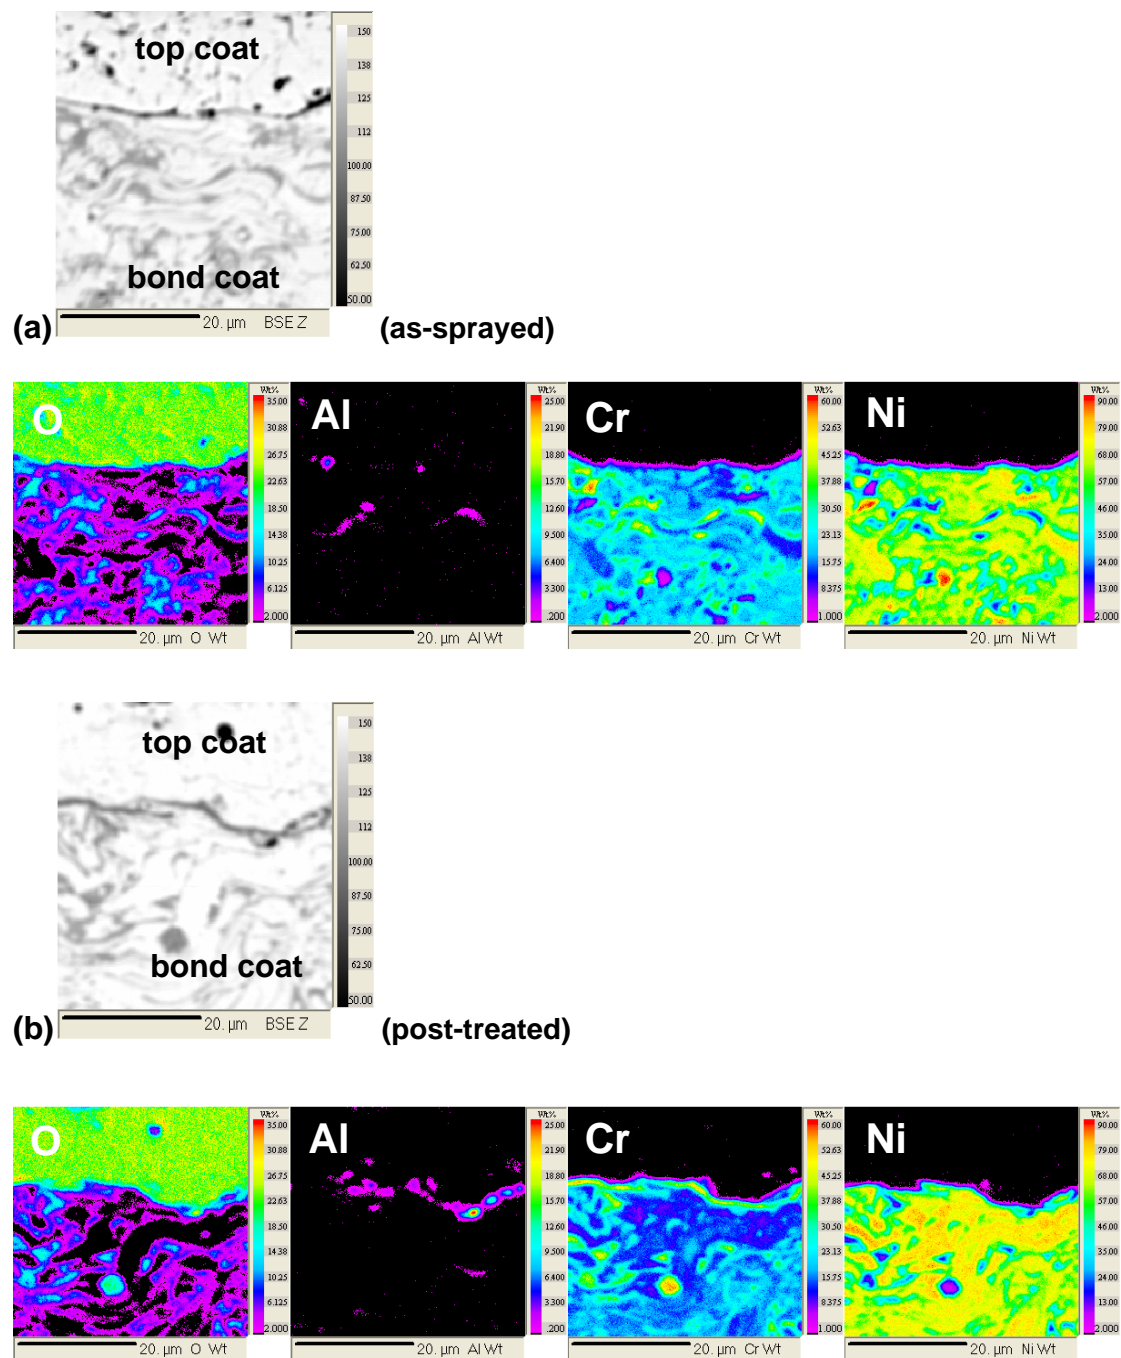 top coat
bond coat
150
138
125
112
100.00
87.50
75.00
62.50
50.00
20. µm BSE Z
(a)
(as-sprayed)
O
Wt%
35.00
30.88
26.75
22.63
18.50
14.38
10.25
6.125
2.000
20. µm O Wt
Al
Wt%
25.00
21.90
18.80
15.70
12.60
9.500
6.400
3.300
.200
20. µm Al Wt
Cr
Wt%
60.00
52.63
45.25
37.88
30.50
23.13
15.75
8.375
1.000
20. µm Cr Wt
Ni
Wt%
90.00
79.00
68.00
57.00
46.00
35.00
24.00
13.00
2.000
20. µm Ni Wt
top coat
bond coat
150
138
125
112
100.00
87.50
75.00
62.50
50.00
20. µm BSE Z
(b)
(post-treated)
O
Wt%
35.00
30.88
26.75
22.63
18.50
14.38
10.25
6.125
2.000
20. µm O Wt
Al
Wt%
25.00
21.90
18.80
15.70
12.60
9.500
6.400
3.300
.200
20. µm Al Wt
Cr
Wt%
60.00
52.63
45.25
37.88
30.50
23.13
15.75
8.375
1.000
20. µm Cr Wt
Ni
Wt%
90.00
79.00
68.00
57.00
46.00
35.00
24.00
13.00
2.000
20. µm Ni Wt